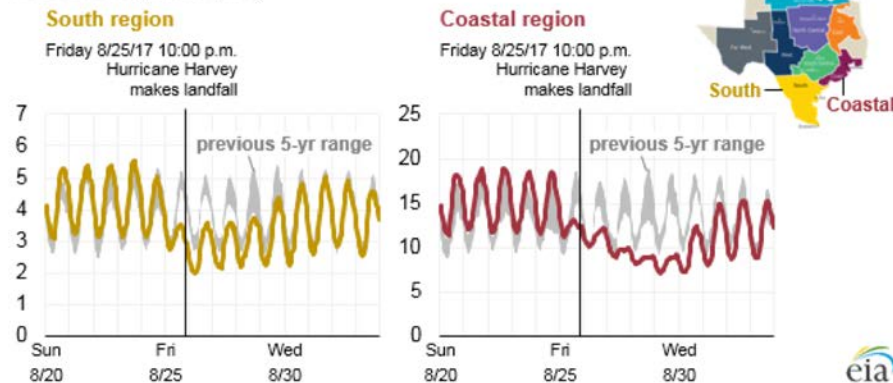 South region
Friday 8/25/17 10:00 p.m.
Hurricane Harvey
makes landfall
7
6
5
4
3
2
1
0
previous 5-yr range
Sun
8/20
Fri
8/25
Wed
8/30
Coastal region
Friday 8/25/17 10:00 p.m.
Hurricane Harvey
makes landfall
25
20
15
10
5
0
previous 5-yr range
Sun
8/20
Fri
8/25
Wed
8/30
South
Coastal
eia